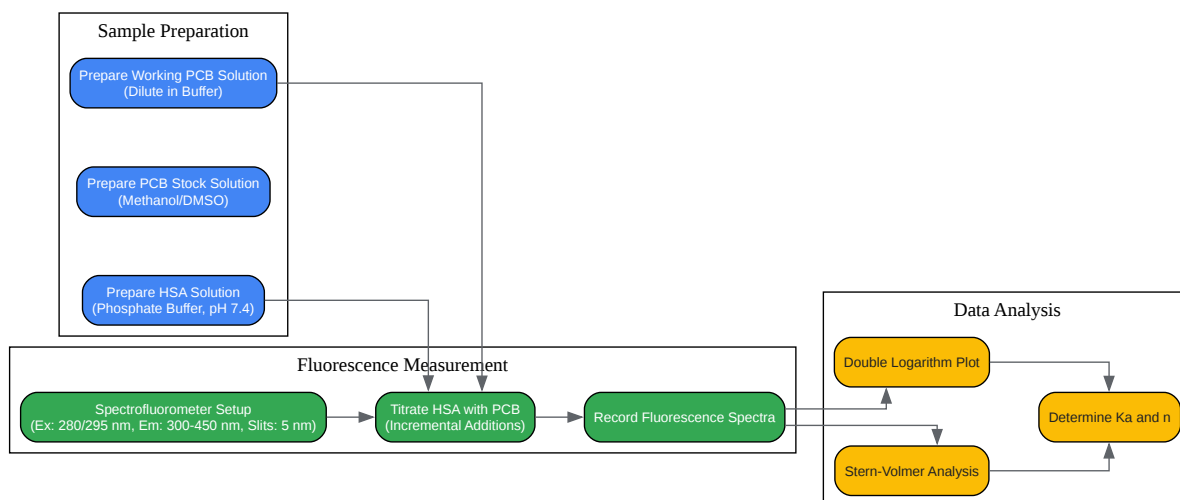 Sample Preparation
Prepare Working PCB Solution
(Dilute in Buffer)
Prepare PCB Stock Solution
(Methanol/DMSO)
Prepare HSA Solution
(Phosphate Buffer, pH 7.4)
Fluorescence Measurement
Spectrofluorometer Setup
(Ex: 280/295 nm, Em: 300-450 nm, Slits: 5 nm)
Titrate HSA with PCB
(Incremental Additions)
Record Fluorescence Spectra
Data Analysis
Double Logarithm Plot
Stern-Volmer Analysis
Determine Ka and n